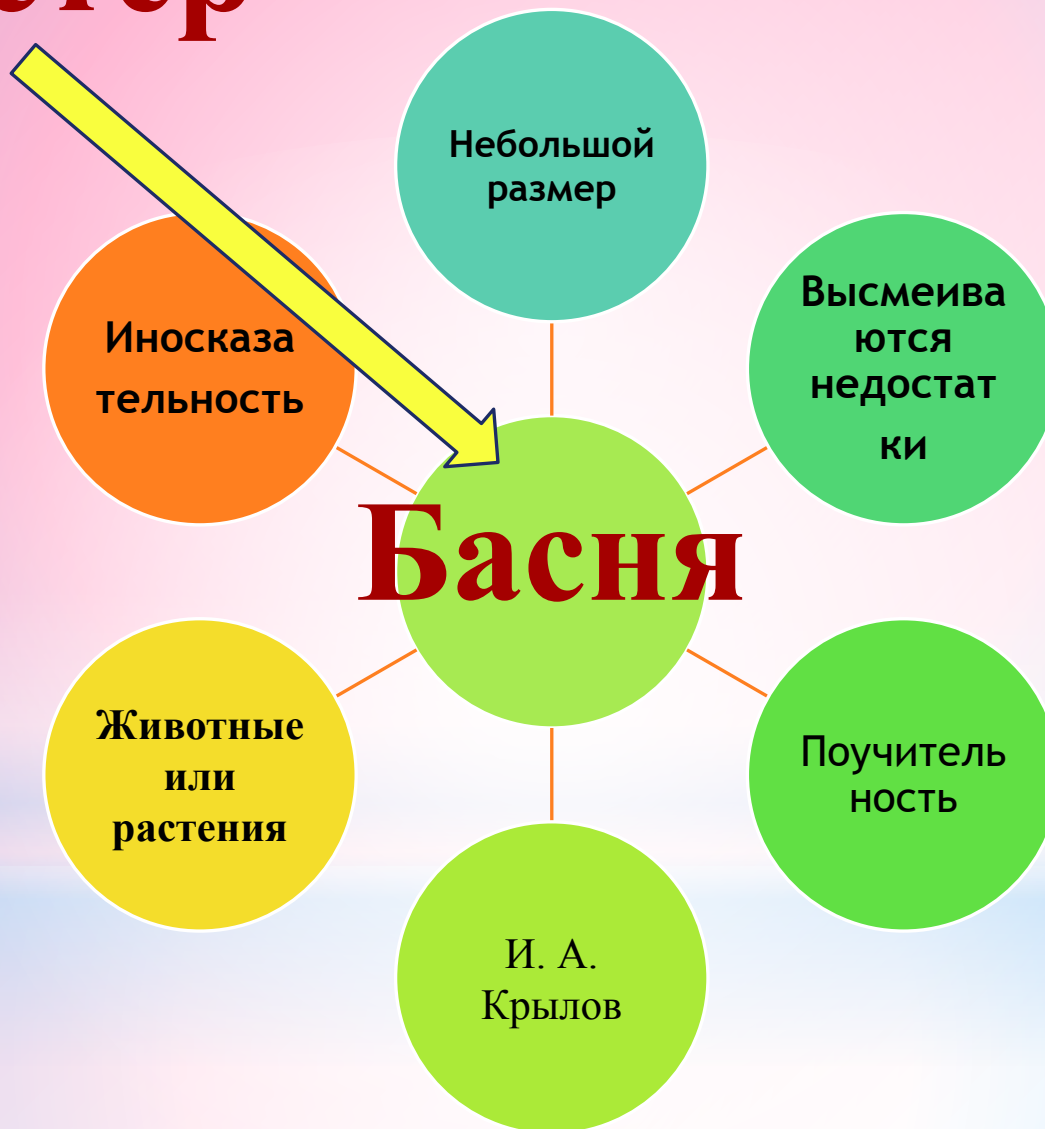 Небольшой
размер
Высмеива
ются
недостат
ки
Иносказа
тельность
Басня
Животные
или
растения
Поучитель
ность
И. А.
Крылов